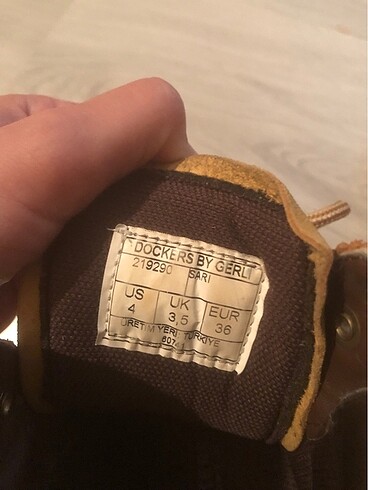 DOCKERS BY GERLI
219290 SARI
US UK EUR
4 3,5 36
ÜRETİM YERİ TÜRKİYE